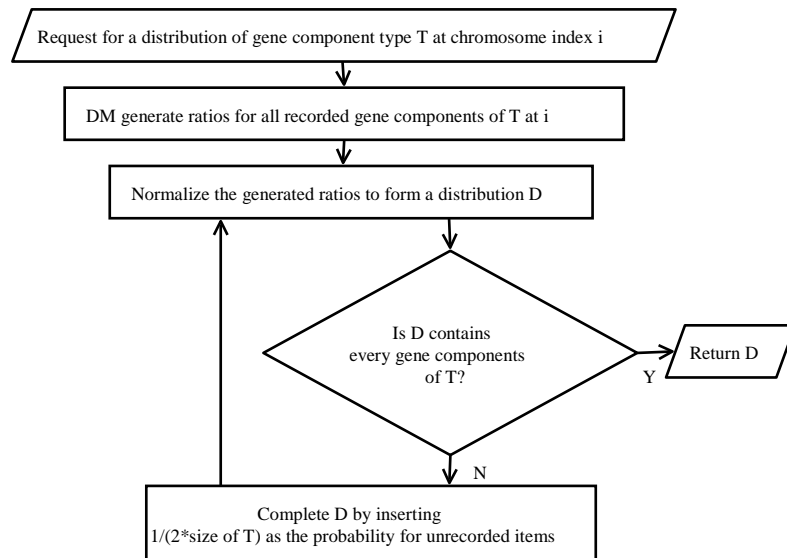 Request for a distribution of gene component type T at chromosome index i
DM generate ratios for all recorded gene components of T at i
Normalize the generated ratios to form a distribution D
Is D contains
every gene components
of T?
Y
Return D
N
Complete D by inserting
1/(2*size of T) as the probability for unrecorded items